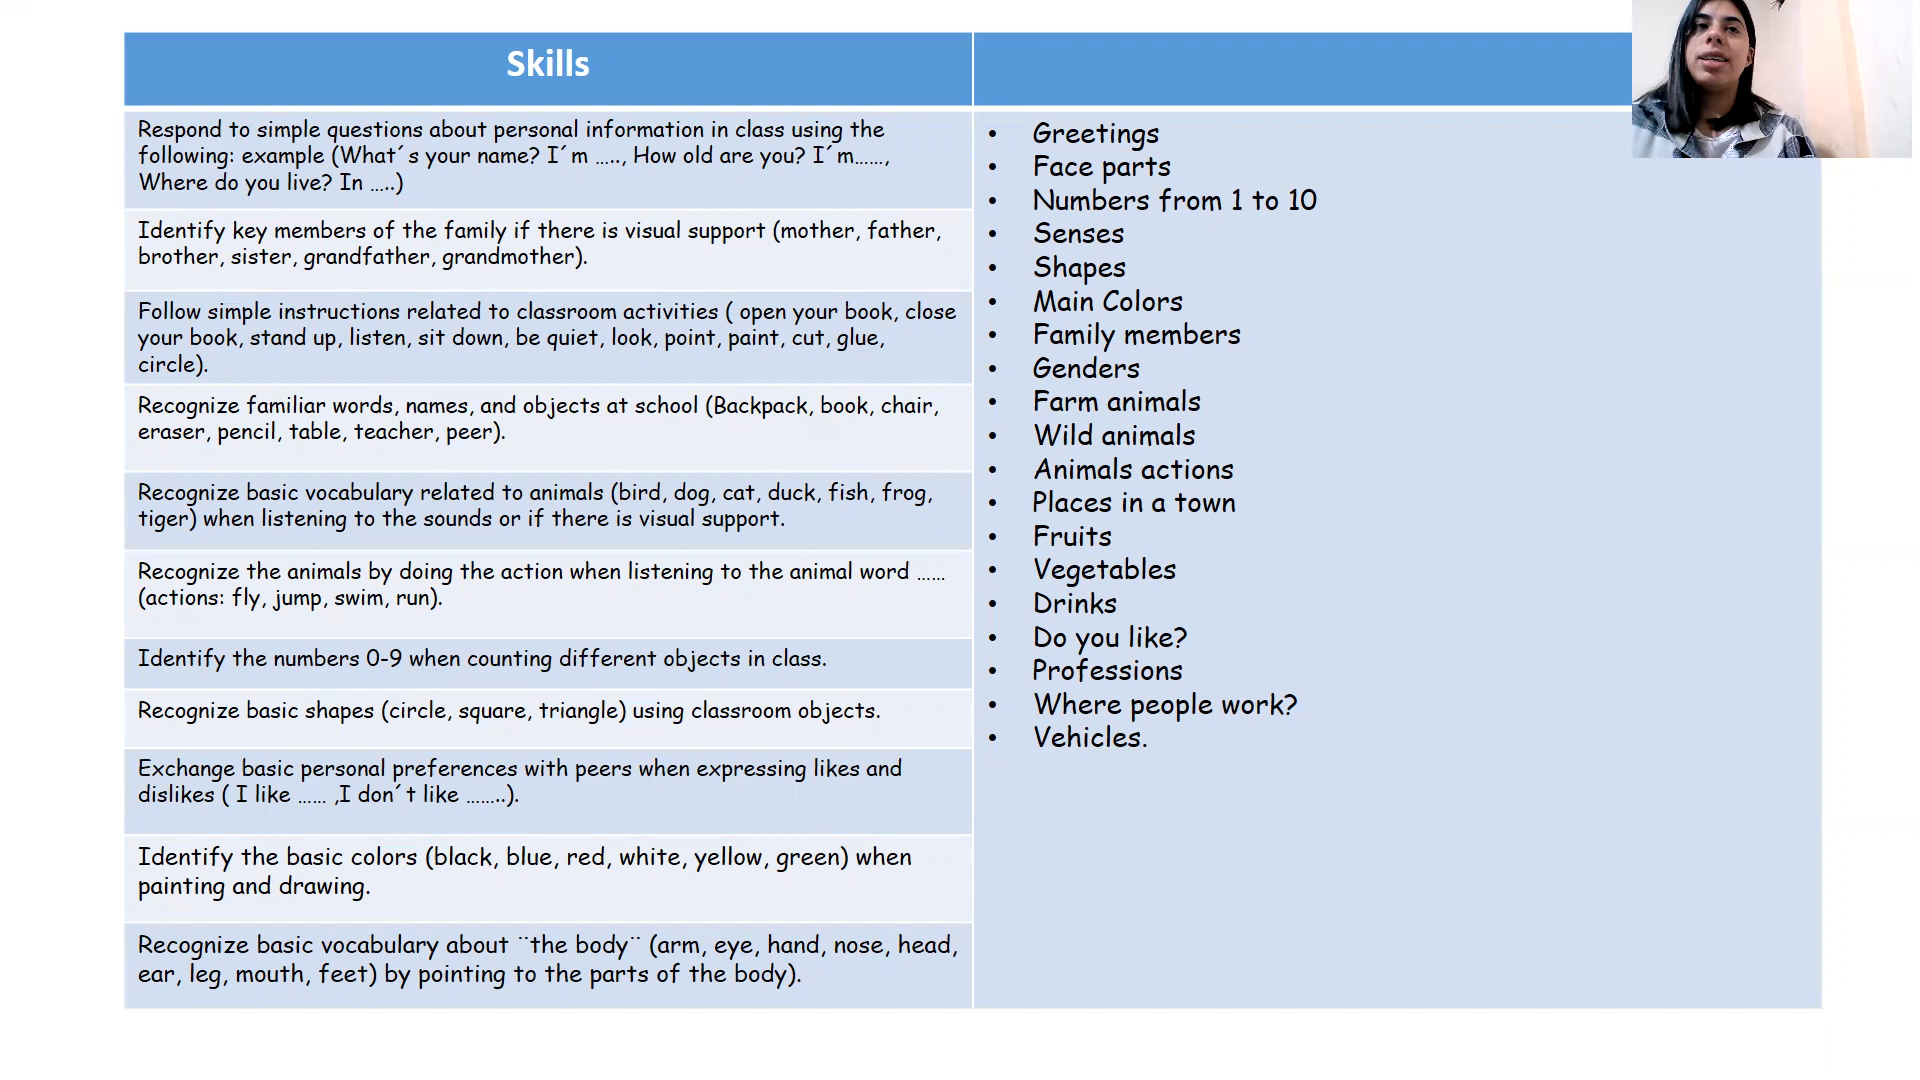 Skills
Respond to simple questions about personal information in class using the
following: example (What´s your name? I´m ….., How old are you? I´m……,
Where do you live? In …..)
Identify key members of the family if there is visual support (mother, father,
brother, sister, grandfather, grandmother).
Follow simple instructions related to classroom activities ( open your book, close
your book, stand up, listen, sit down, be quiet, look, point, paint, cut, glue,
circle).
Recognize familiar words, names, and objects at school (Backpack, book, chair,
eraser, pencil, table, teacher, peer).
Recognize basic vocabulary related to animals (bird, dog, cat, duck, fish, frog,
tiger) when listening to the sounds or if there is visual support.
Recognize the animals by doing the action when listening to the animal word ……
(actions: fly, jump, swim, run).
Identify the numbers 0-9 when counting different objects in class.
Recognize basic shapes (circle, square, triangle) using classroom objects.
Exchange basic personal preferences with peers when expressing likes and
dislikes ( I like …… ,I don´t like ……..).
Identify the basic colors (black, blue, red, white, yellow, green) when
painting and drawing.
Recognize basic vocabulary about ¨the body¨ (arm, eye, hand, nose, head,
ear, leg, mouth, feet) by pointing to the parts of the body).
• Greetings
• Face parts
• Numbers from 1 to 10
• Senses
• Shapes
• Main Colors
• Family members
• Genders
• Farm animals
• Wild animals
• Animals actions
• Places in a town
• Fruits
• Vegetables
• Drinks
• Do you like?
• Professions
• Where people work?
• Vehicles.